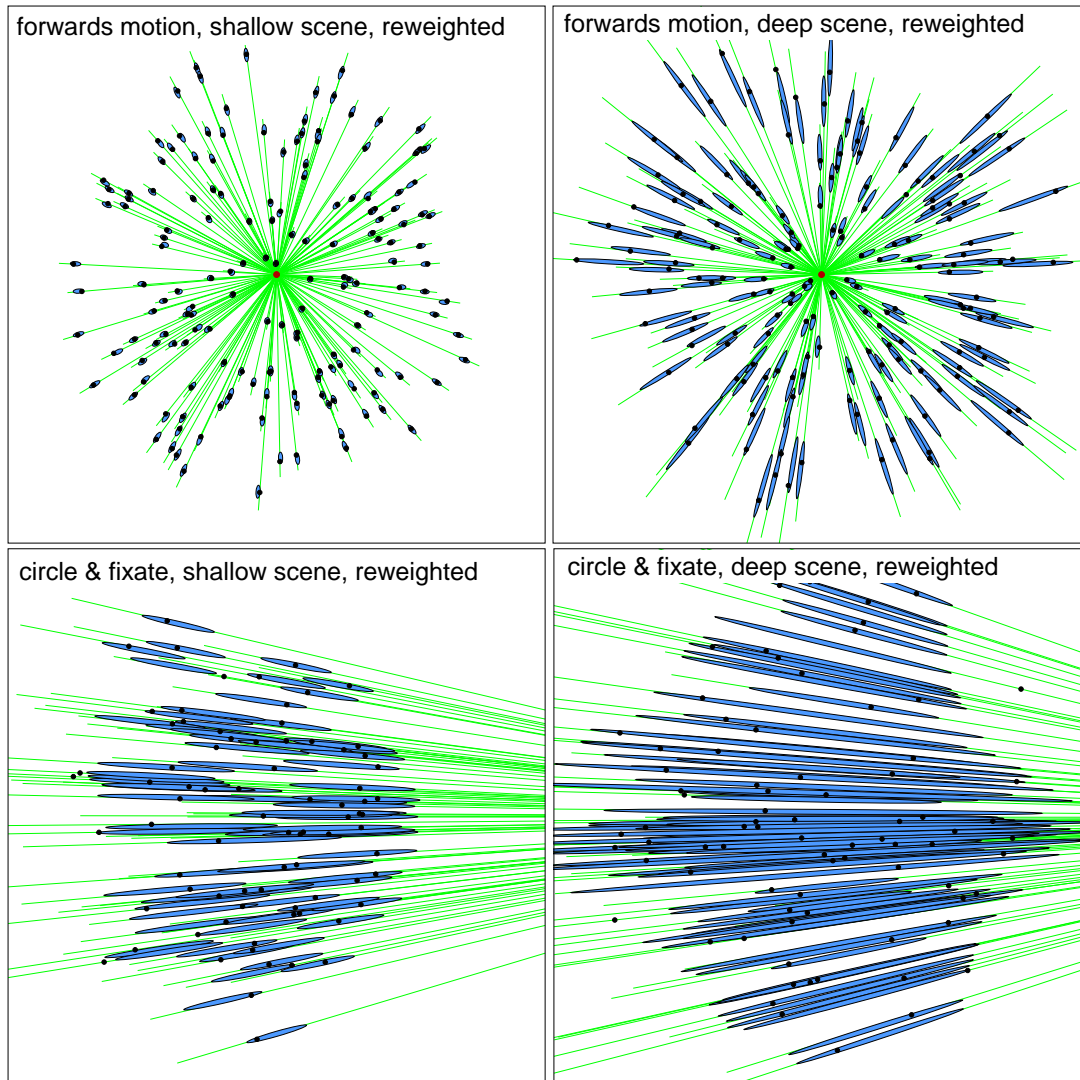 forwards motion, shallow scene, reweighted
forwards motion, deep scene, reweighted
circle & fixate, shallow scene, reweighted
circle & fixate, deep scene, reweighted